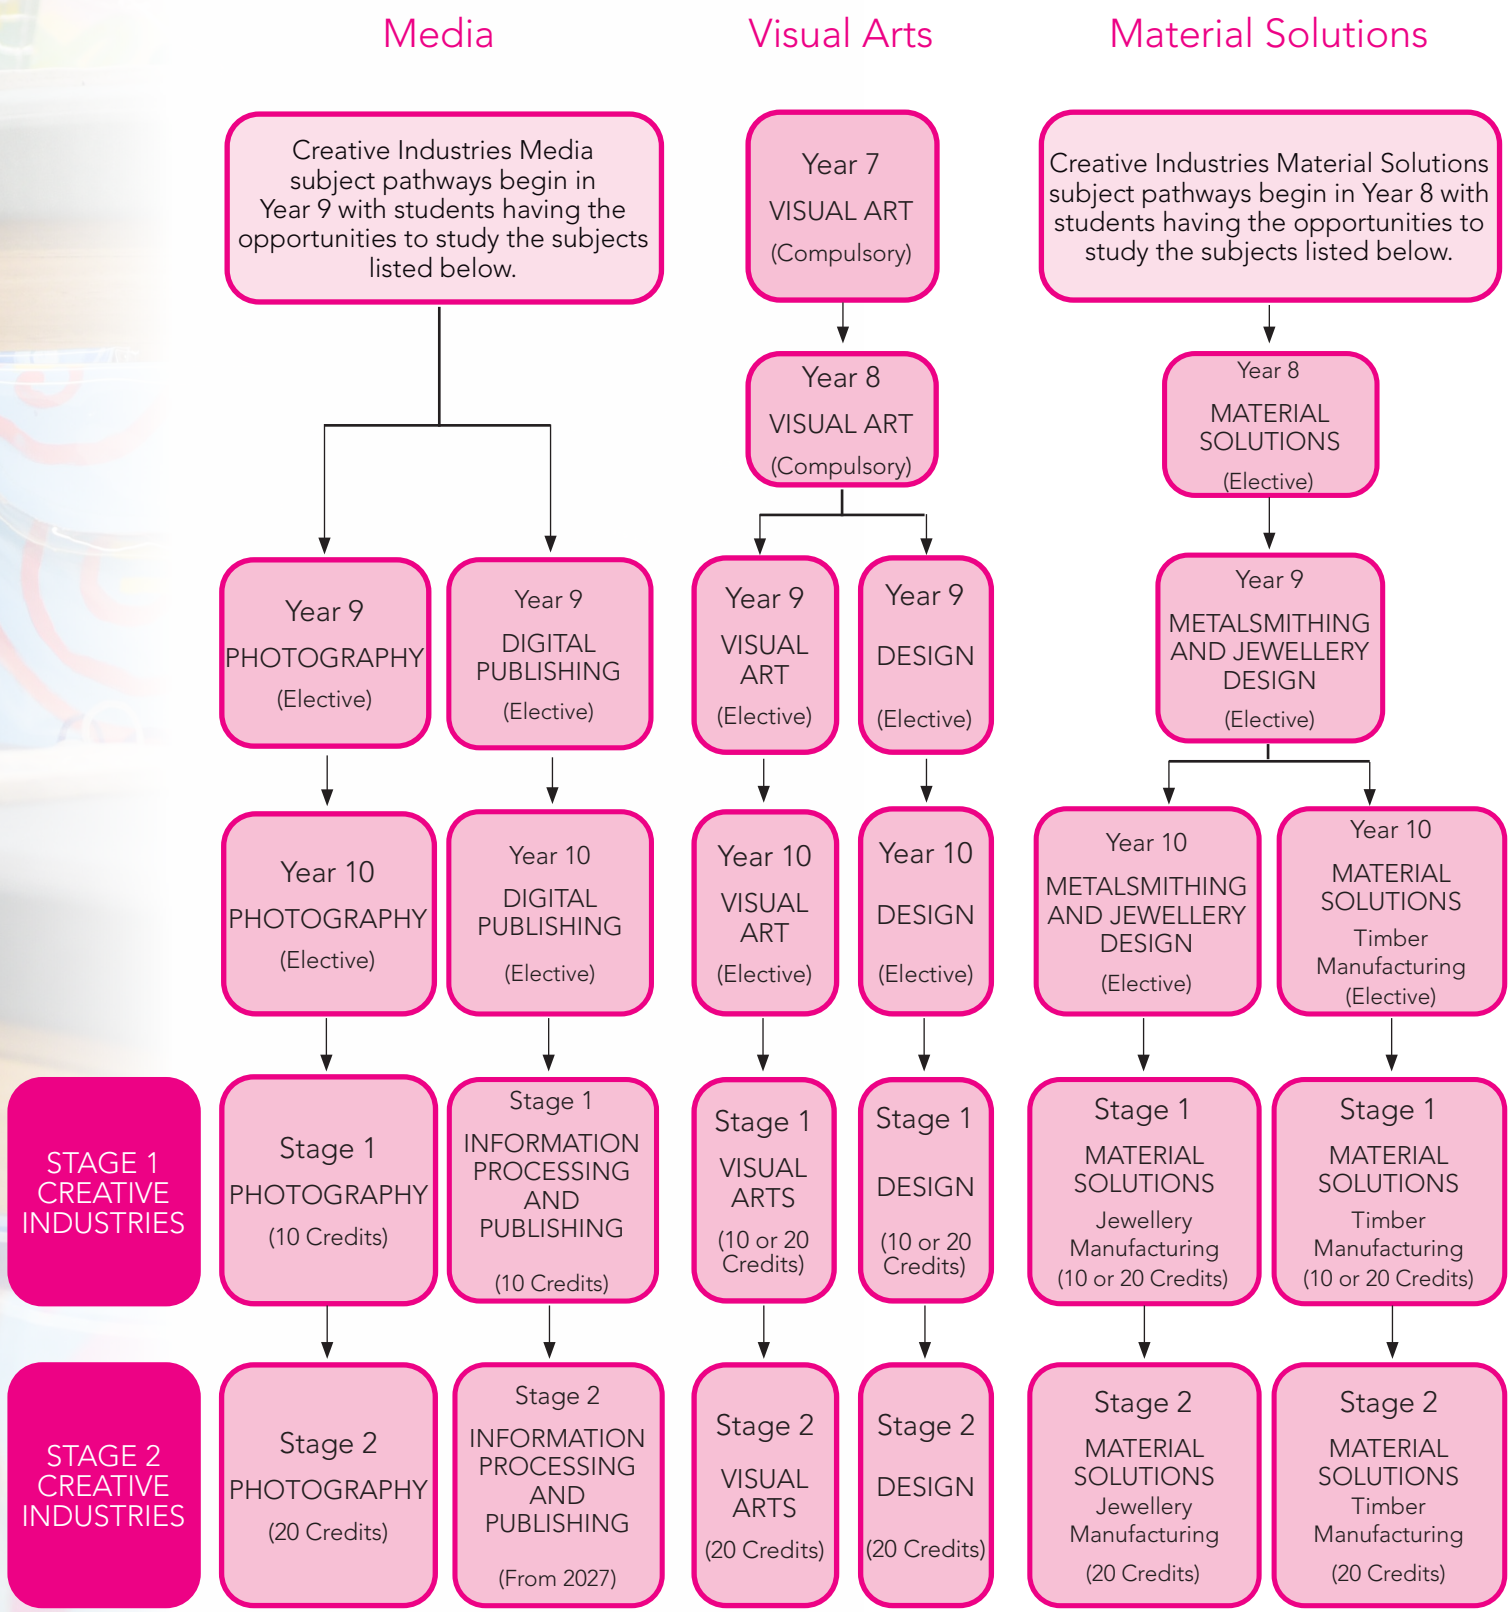 Media
Visual Arts
Material Solutions
Creative Industries Media
subject pathways begin in
Year 9 with students having the
opportunities to study the subjects
listed below.
Year 7
VISUAL ART
(Compulsory)
Creative Industries Material Solutions
subject pathways begin in Year 8 with
students having the opportunities to
study the subjects listed below.
Year 8
VISUAL ART
(Compulsory)
Year 8
MATERIAL
SOLUTIONS
(Elective)
Year 9
PHOTOGRAPHY
(Elective)
Year 9
DIGITAL
PUBLISHING
(Elective)
Year 9
VISUAL
ART
(Elective)
Year 9
DESIGN
(Elective)
Year 9
METALSMITHING
AND JEWELLERY
DESIGN
(Elective)
Year 10
PHOTOGRAPHY
(Elective)
Year 10
DIGITAL
PUBLISHING
(Elective)
Year 10
VISUAL
ART
(Elective)
Year 10
DESIGN
(Elective)
Year 10
METALSMITHING
AND JEWELLERY
DESIGN
(Elective)
Year 10
MATERIAL
SOLUTIONS
Timber
Manufacturing
(Elective)
STAGE 1
CREATIVE
INDUSTRIES
Stage 1
PHOTOGRAPHY
(10 Credits)
Stage 1
INFORMATION
PROCESSING
AND
PUBLISHING
(10 Credits)
Stage 1
VISUAL
ARTS
(10 or 20
Credits)
Stage 1
DESIGN
(10 or 20
Credits)
Stage 1
MATERIAL
SOLUTIONS
Jewellery
Manufacturing
(10 or 20 Credits)
Stage 1
MATERIAL
SOLUTIONS
Timber
Manufacturing
(10 or 20 Credits)
STAGE 2
CREATIVE
INDUSTRIES
Stage 2
PHOTOGRAPHY
(20 Credits)
Stage 2
INFORMATION
PROCESSING
AND
PUBLISHING
(From 2027)
Stage 2
VISUAL
ARTS
(20 Credits)
Stage 2
DESIGN
(20 Credits)
Stage 2
MATERIAL
SOLUTIONS
Jewellery
Manufacturing
(20 Credits)
Stage 2
MATERIAL
SOLUTIONS
Timber
Manufacturing
(20 Credits)